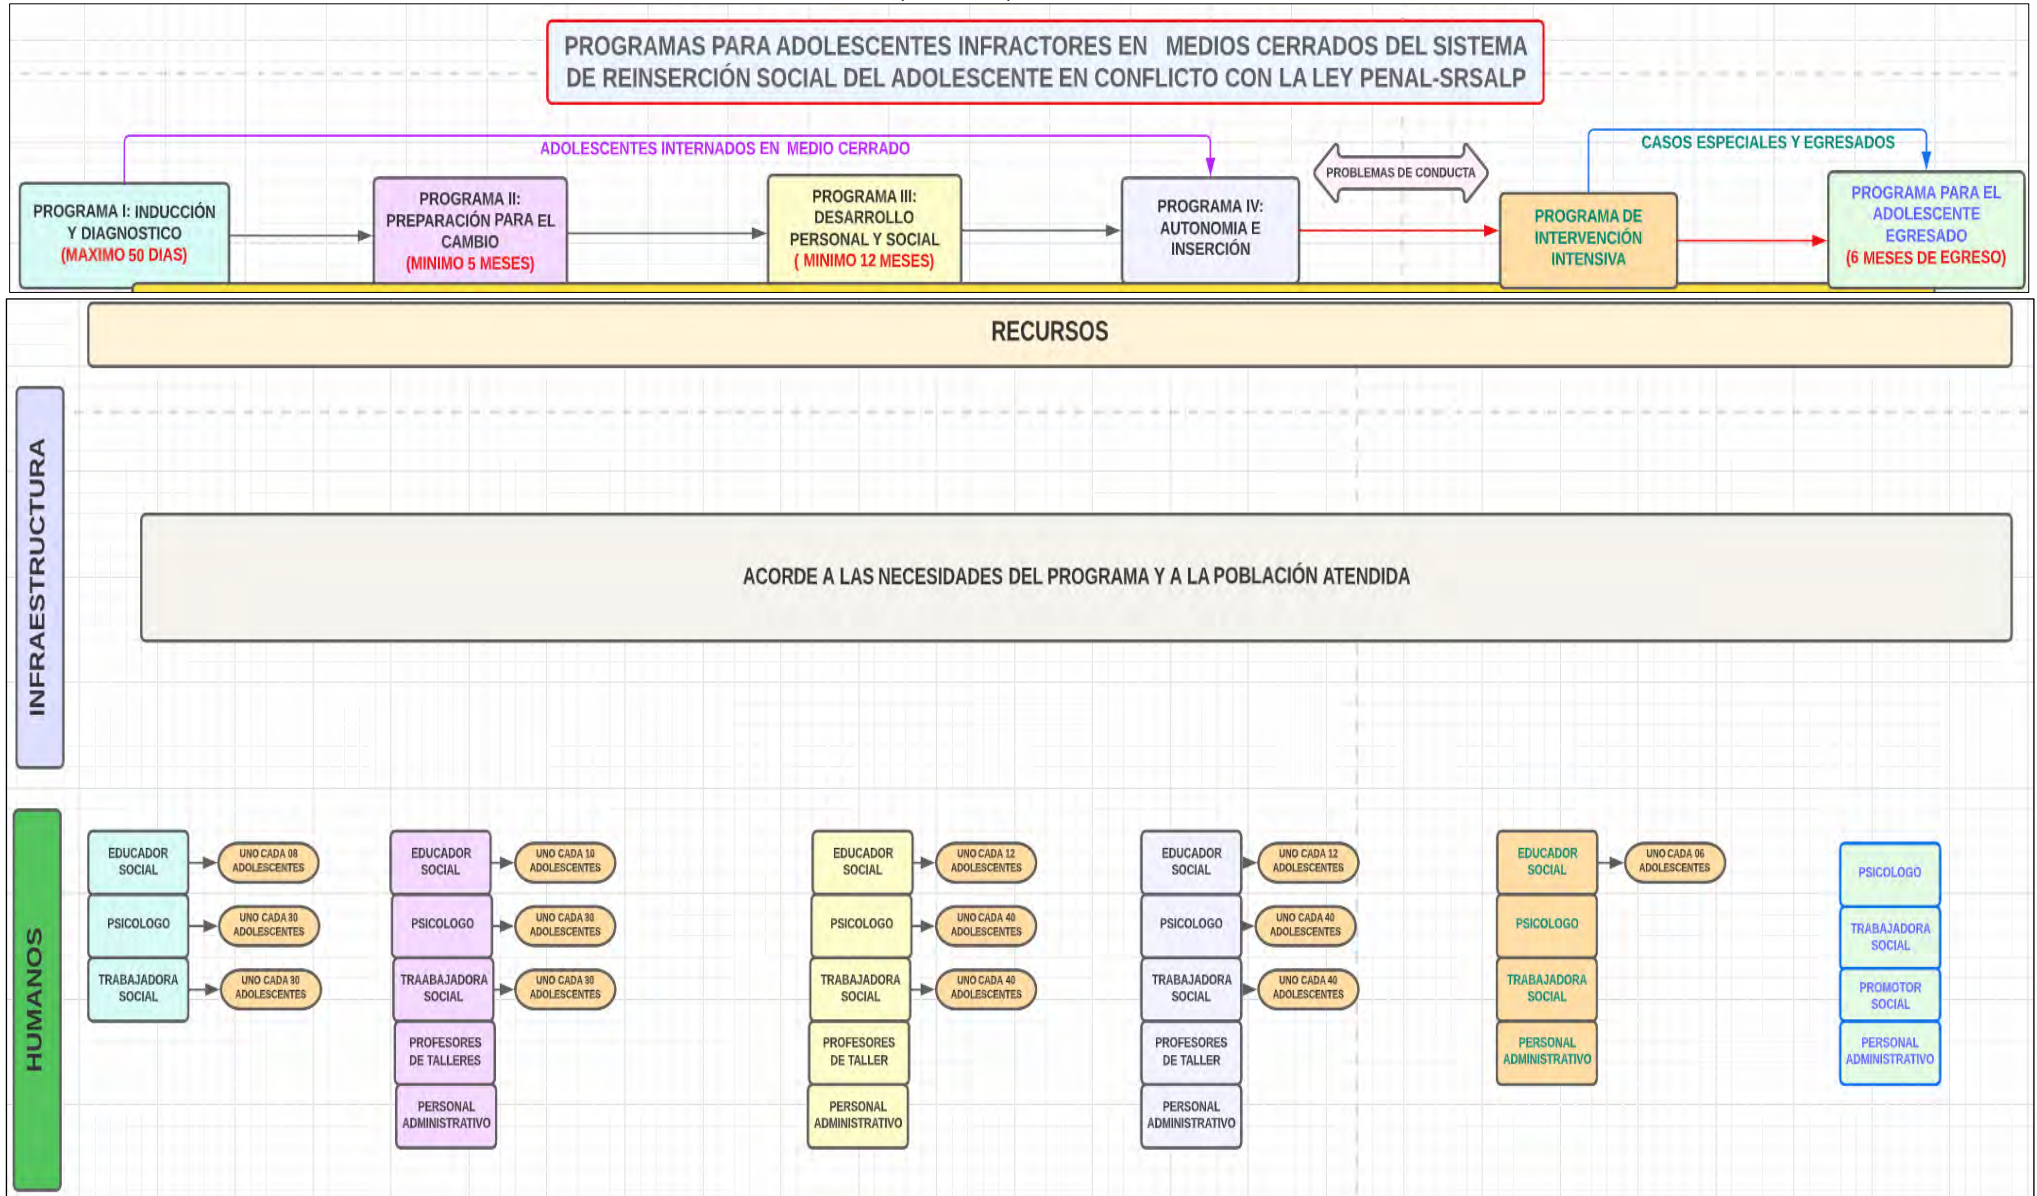 PROGRAMAS PARA ADOLESCENTES INFRACTORES EN MEDIOS CERRADOS DEL SISTEMA
DE REINSERCIÓN SOCIAL DEL ADOLESCENTE EN CONFLICTO CON LA LEY PENAL-SRSALP
ADOLESCENTES INTERNADOS EN MEDIO CERRADO
PROBLEMAS DE CONDUCTA
CASOS ESPECIALES Y EGRESADOS
PROGRAMA I: INDUCCIÓN
Y DIAGNOSTICO
(MAXIMO 50 DIAS)
PROGRAMA II:
PREPARACIÓN PARA EL
CAMBIO
(MINIMO 5 MESES)
PROGRAMA III:
DESARROLLO
PERSONAL Y SOCIAL
( MINIMO 12 MESES)
PROGRAMA IV:
AUTONOMIA E
INSERCIÓN
PROGRAMA DE
INTERVENCIÓN
INTENSIVA
PROGRAMA PARA EL
ADOLESCENTE
EGRESADO
(6 MESES DE EGRESO)
RECURSOS
INFRAESTRUCTURA
ACORDE A LAS NECESIDADES DEL PROGRAMA Y A LA POBLACIÓN ATENDIDA
HUMANOS
EDUCADOR
SOCIAL
UNO CADA 08
ADOLESCENTES
PSICOLOGO
UNO CADA 30
ADOLESCENTES
TRABAJADORA
SOCIAL
UNO CADA 30
ADOLESCENTES
EDUCADOR
SOCIAL
UNO CADA 10
ADOLESCENTES
PSICOLOGO
UNO CADA 30
ADOLESCENTES
TRAABAJADORA
SOCIAL
UNO CADA 30
ADOLESCENTES
PROFESORES
DE TALLERES
PERSONAL
ADMINISTRATIVO
EDUCADOR
SOCIAL
UNO CADA 12
ADOLESCENTES
PSICOLOGO
UNO CADA 40
ADOLESCENTES
TRABAJADORA
SOCIAL
UNO CADA 40
ADOLESCENTES
PROFESORES
DE TALLER
PERSONAL
ADMINISTRATIVO
EDUCADOR
SOCIAL
UNO CADA 12
ADOLESCENTES
PSICOLOGO
UNO CADA 40
ADOLESCENTES
TRABAJADORA
SOCIAL
UNO CADA 40
ADOLESCENTES
PROFESORES
DE TALLER
PERSONAL
ADMINISTRATIVO
EDUCADOR
SOCIAL
UNO CADA 06
ADOLESCENTES
PSICOLOGO
TRABAJADORA
SOCIAL
PERSONAL
ADMINISTRATIVO
PSICOLOGO
TRABAJADORA
SOCIAL
PROMOTOR
SOCIAL
PERSONAL
ADMINISTRATIVO